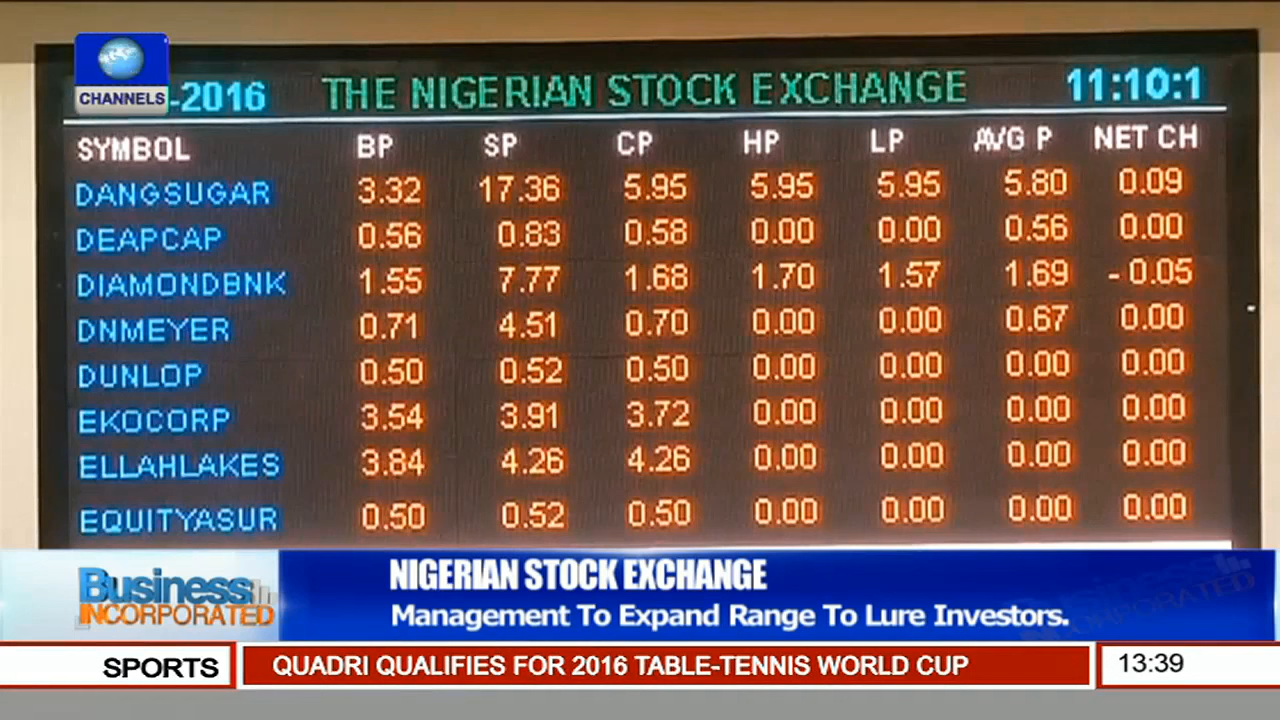 CHANNELS
-2016 THE NIGERIAN STOCK EXCHANGE 11:10:1
SYMBOL BP SP CP HP LP AVG P NET CH
DANGSUGAR 3.32 17.36 5.95 5.95 5.95 5.80 0.09
DEAPCAP 0.56 0.83 0.58 0.00 0.00 0.56 0.00
DIAMONDBNK 1.55 7.77 1.68 1.70 1.57 1.69 - 0.05
DNMEYER 0.71 4.51 0.70 0.00 0.00 0.67 0.00
DUNLOP 0.50 0.52 0.50 0.00 0.00 0.00 0.00
EKOCORP 3.54 3.91 3.72 0.00 0.00 0.00 0.00
ELLAHLAKES 3.84 4.26 4.26 0.00 0.00 0.00 0.00
EQUITYASUR 0.50 0.52 0.50 0.00 0.00 0.00 0.00
Business
INCORPORATED
NIGERIAN STOCK EXCHANGE
Management To Expand Range To Lure Investors.
Business
INCORPORATED
SPORTS QUADRI QUALIFIES FOR 2016 TABLE-TENNIS WORLD CUP 13:39